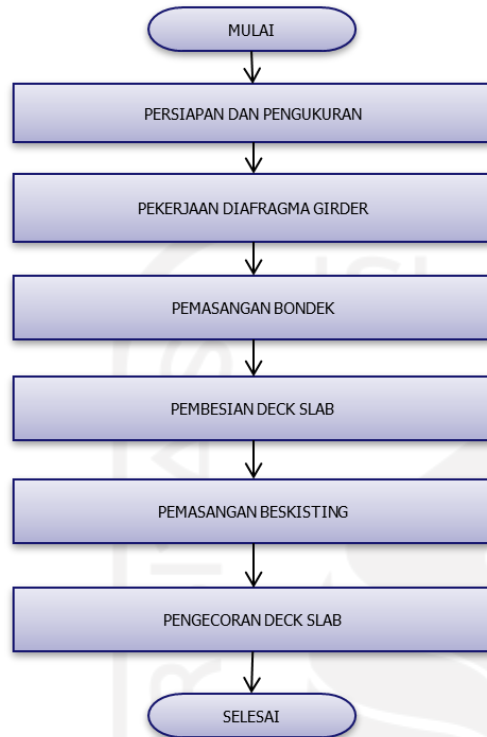 MULAI
PERSIAPAN DAN PENGUKURAN
PEKERJAAN DIAFRAGMA GIRDER
PEMASANGAN BONDEK
PEMBESIAN DECK SLAB
PEMASANGAN BESKISTING
PENGECORAN DECK SLAB
SELESAI